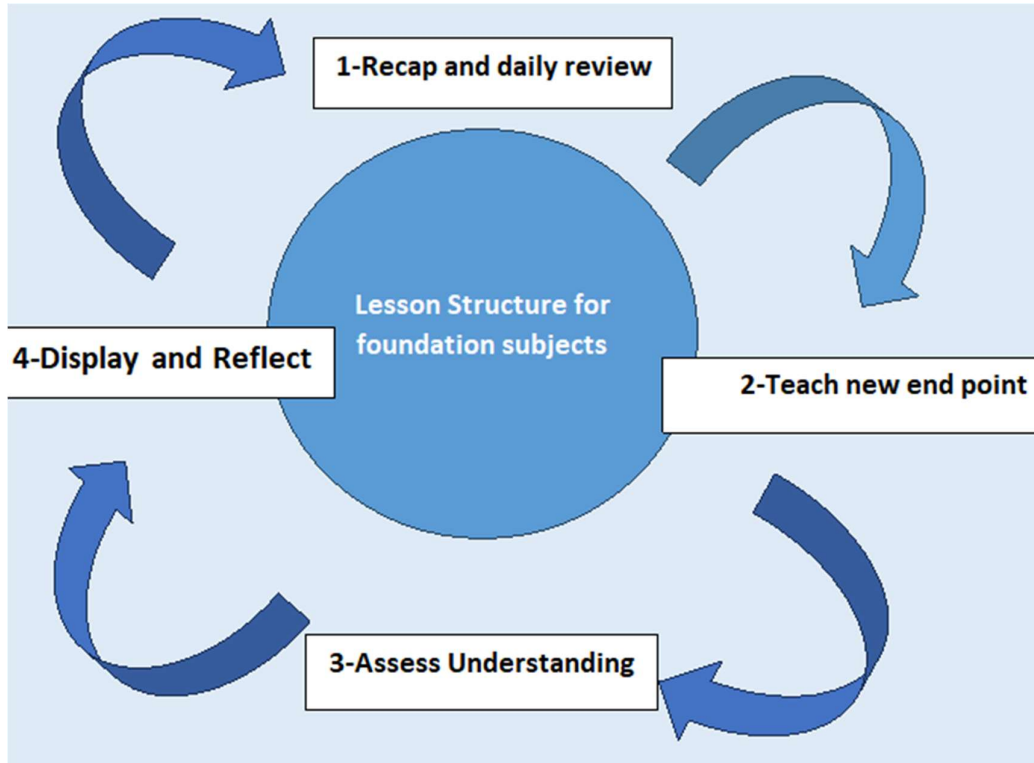 1-Recap and daily review
Lesson Structure for
foundation subjects
4-Display and Reflect
2-Teach new end point
3-Assess Understanding